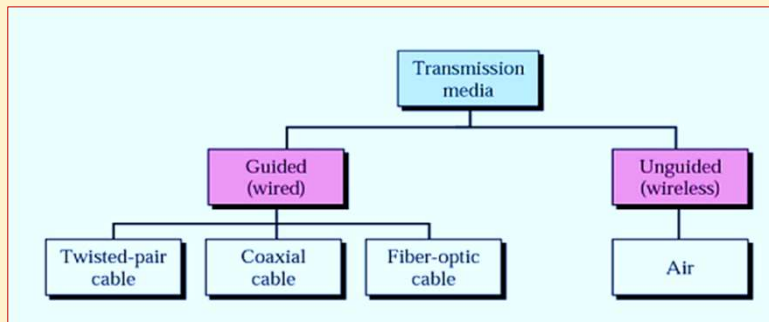 Transmission
media
Guided
(wired)
Unguided
(wireless)
Twisted-pair
cable
Coaxial
cable
Fiber-optic
cable
Air